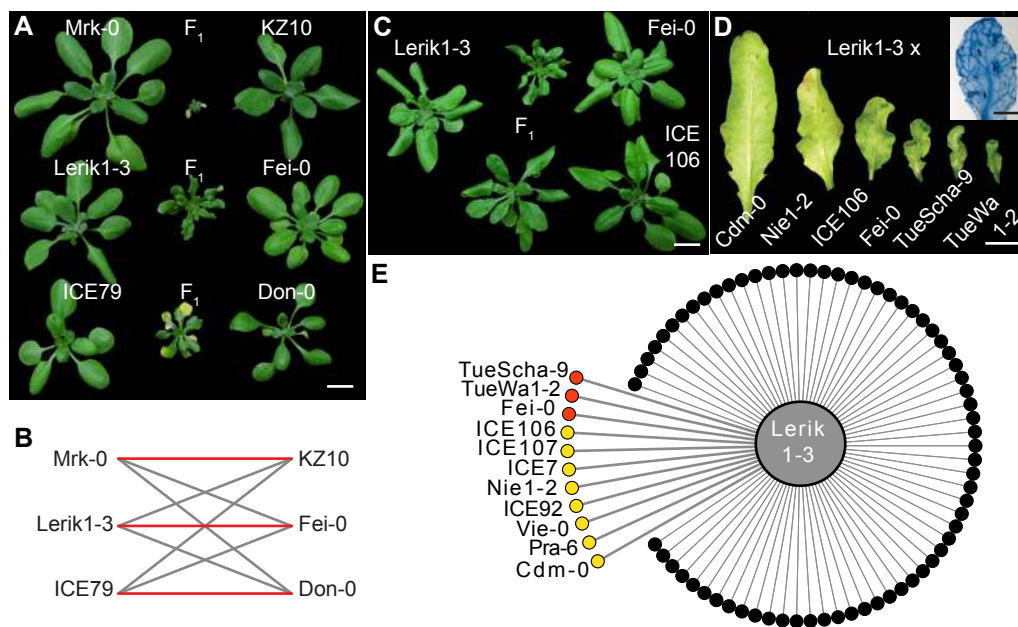 A
Mrk-0 F1 KZ10
Lerik1-3 F1 Fei-0
ICE79 F1 Don-0
B
Mrk-0 KZ10
Lerik1-3 Fei-0
ICE79 Don-0
C
Lerik1-3 Fei-0
F1
ICE
106
D
Lerik1-3 x
Cdm-0
Nie1-2
ICE106
Fei-0
TueScha-9
TueWa
1-2
E
TueScha-9
TueWa1-2
Fei-0
ICE106
ICE107
ICE7
Nie1-2
ICE92
Vie-0
Pra-6
Cdm-0
Lerik
1-3